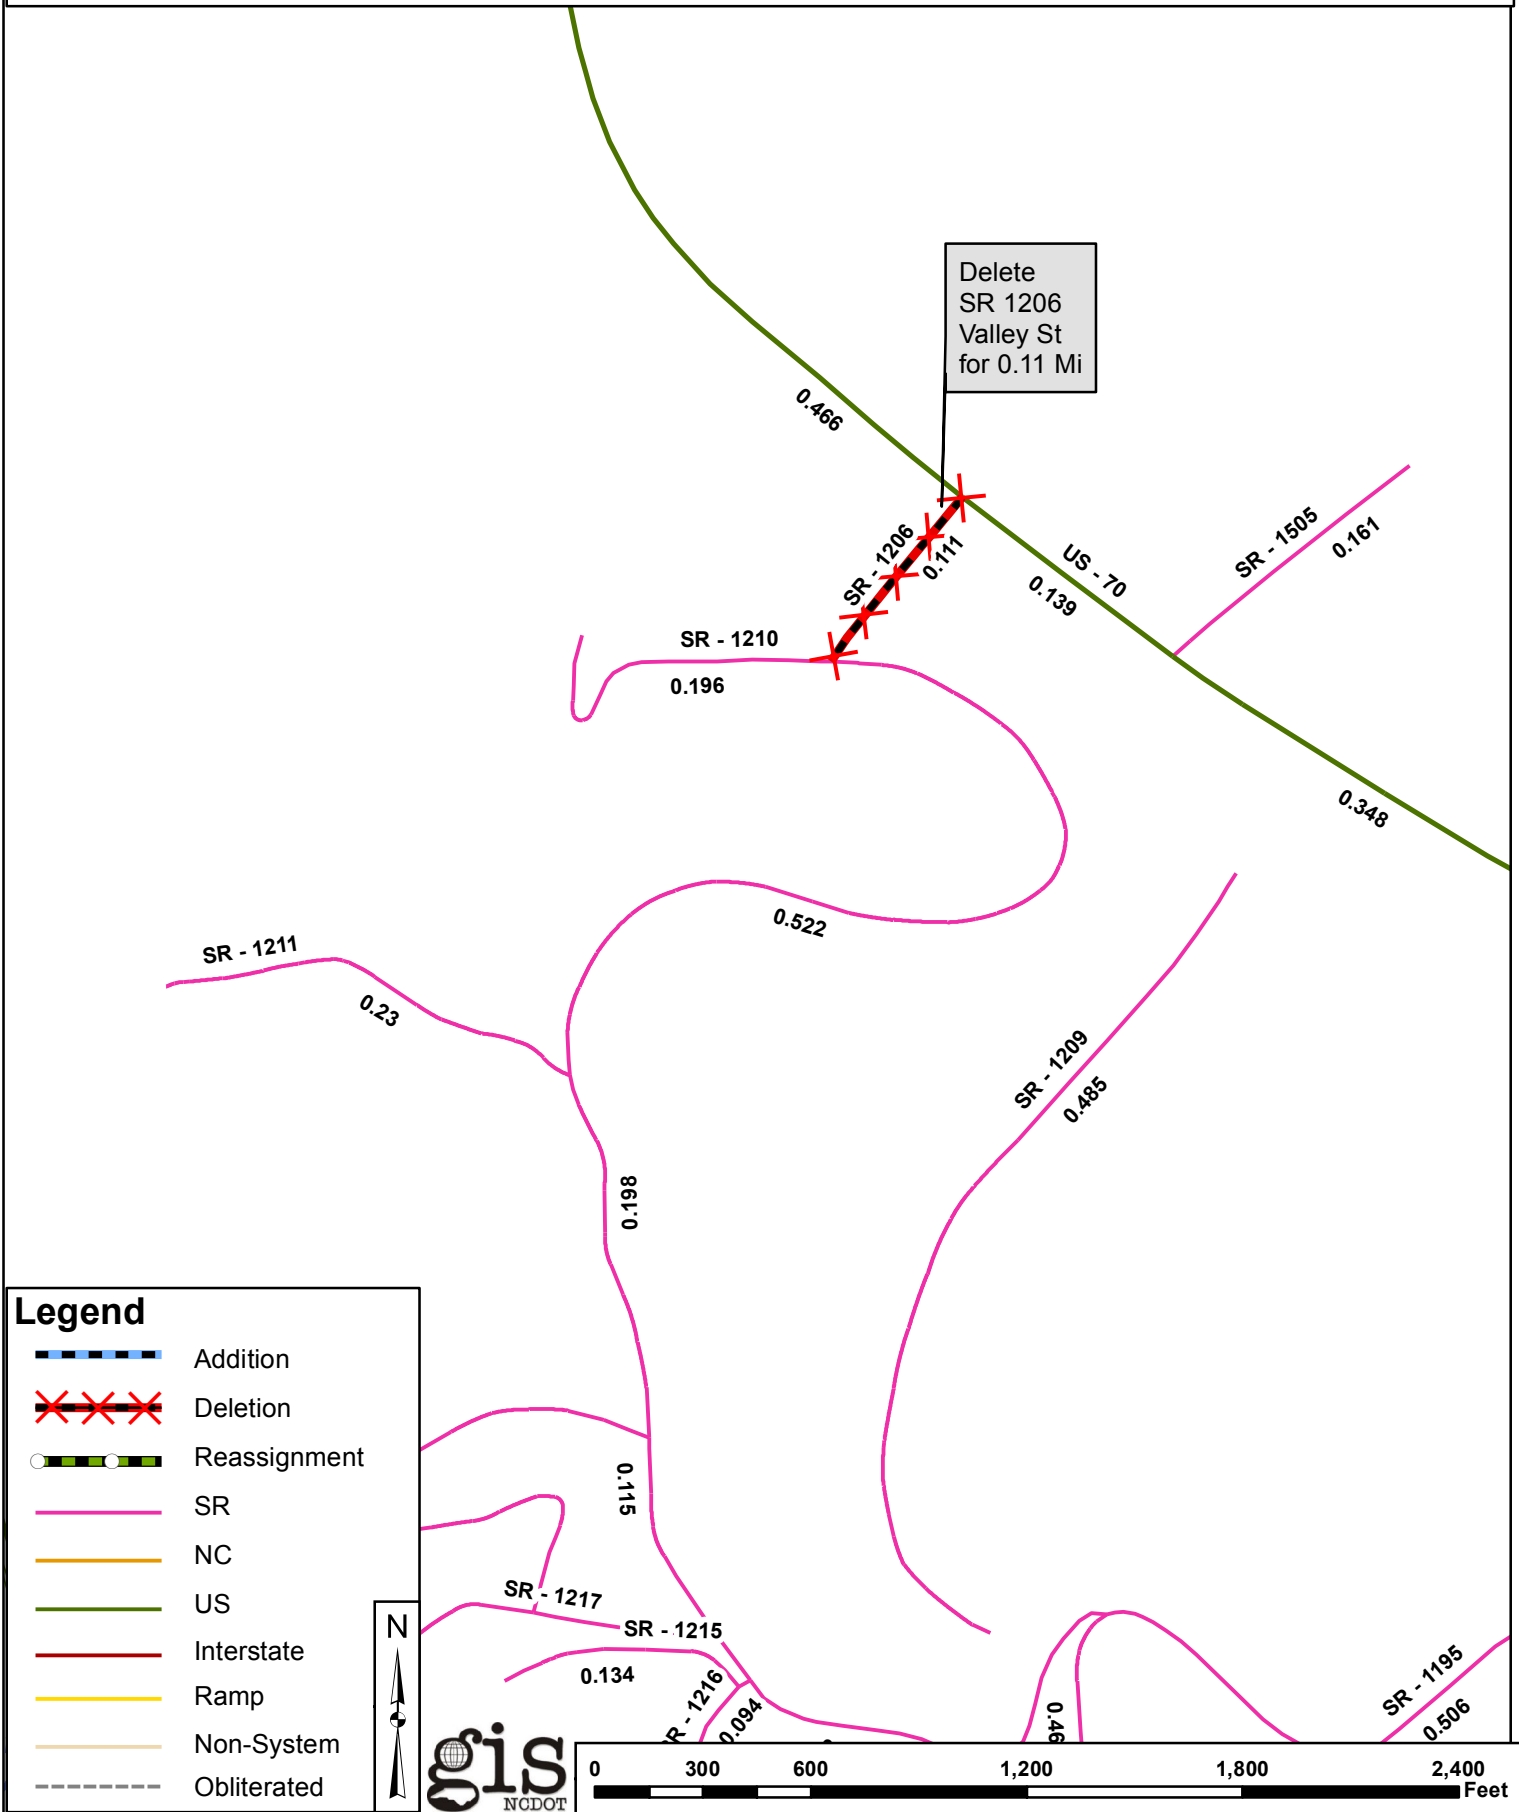 Delete
SR 1206
Valley St
for 0.11 Mi
0.466
SR - 1206
0.111
US - 70
0.139
SR - 1505
0.161
SR - 1210
0.196
0.348
0.522
SR - 1211
0.23
SR - 1209
0.485
0.198
0.115
SR - 1217
SR - 1215
0.134
SR - 1216
0.094
0.46
SR - 1195
0.506
Legend
Addition
Deletion
Reassignment
SR
NC
US
Interstate
Ramp
Non-System
Obliterated
N
gis
NCDOT
0 300 600 1,200 1,800 2,400
Feet